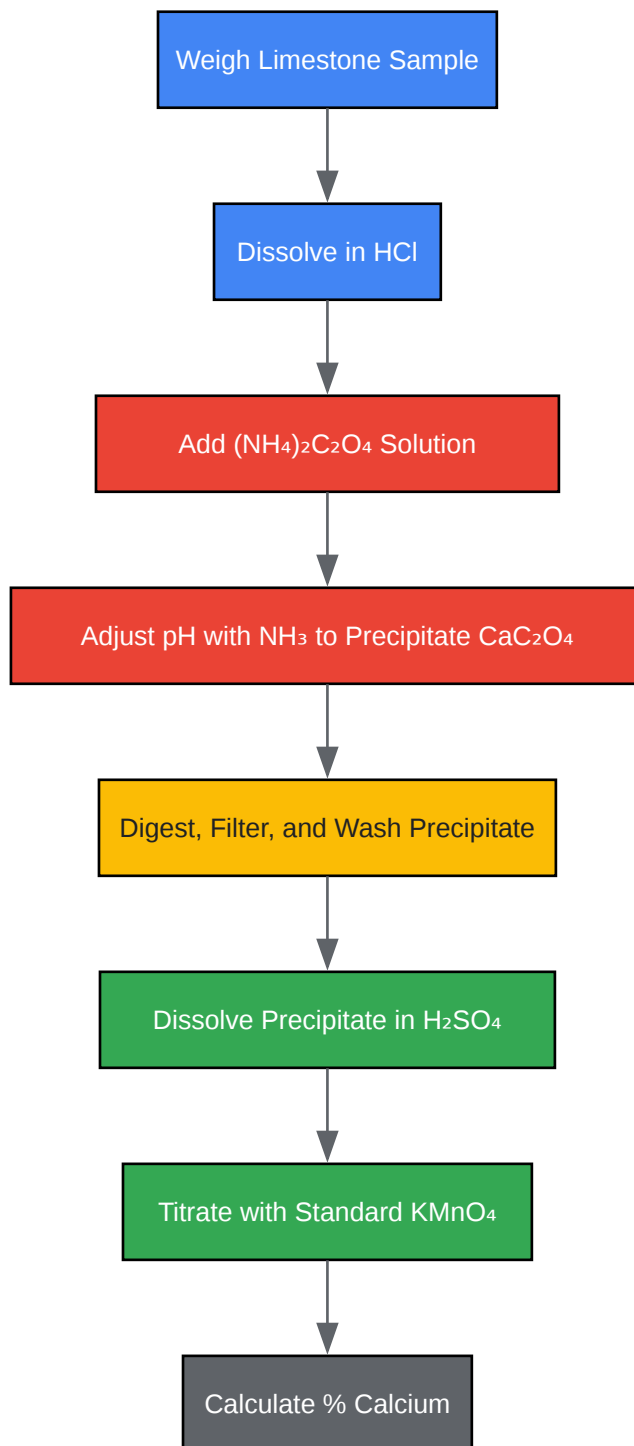 Weigh Limestone Sample
Dissolve in HCl
Add (NH₄)₂C₂O₄ Solution
Adjust pH with NH₃ to Precipitate CaC₂O₄
Digest, Filter, and Wash Precipitate
Dissolve Precipitate in H₂SO₄
Titrate with Standard KMnO₄
Calculate % Calcium